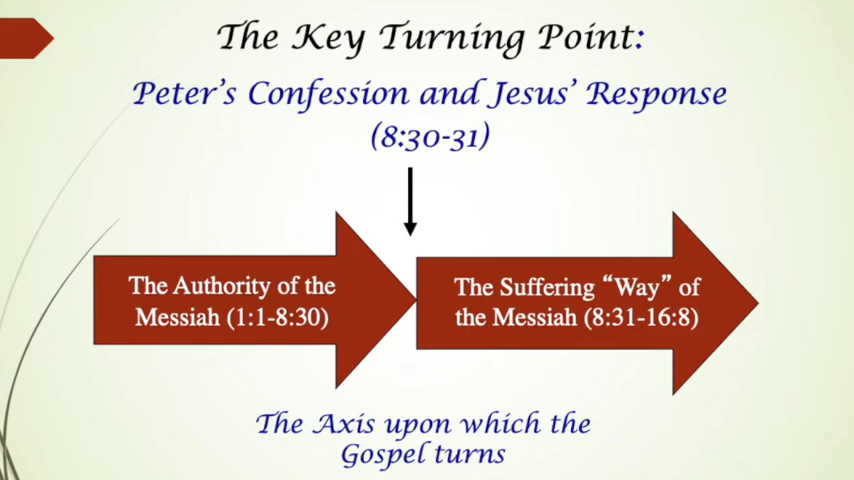 The Key Turning Point:
Peter’s Confession and Jesus’ Response
(8:30-31)
The Authority of the
Messiah (1:1-8:30)
The Suffering “Way” of
the Messiah (8:31-16:8)
The Axis upon which the
Gospel turns